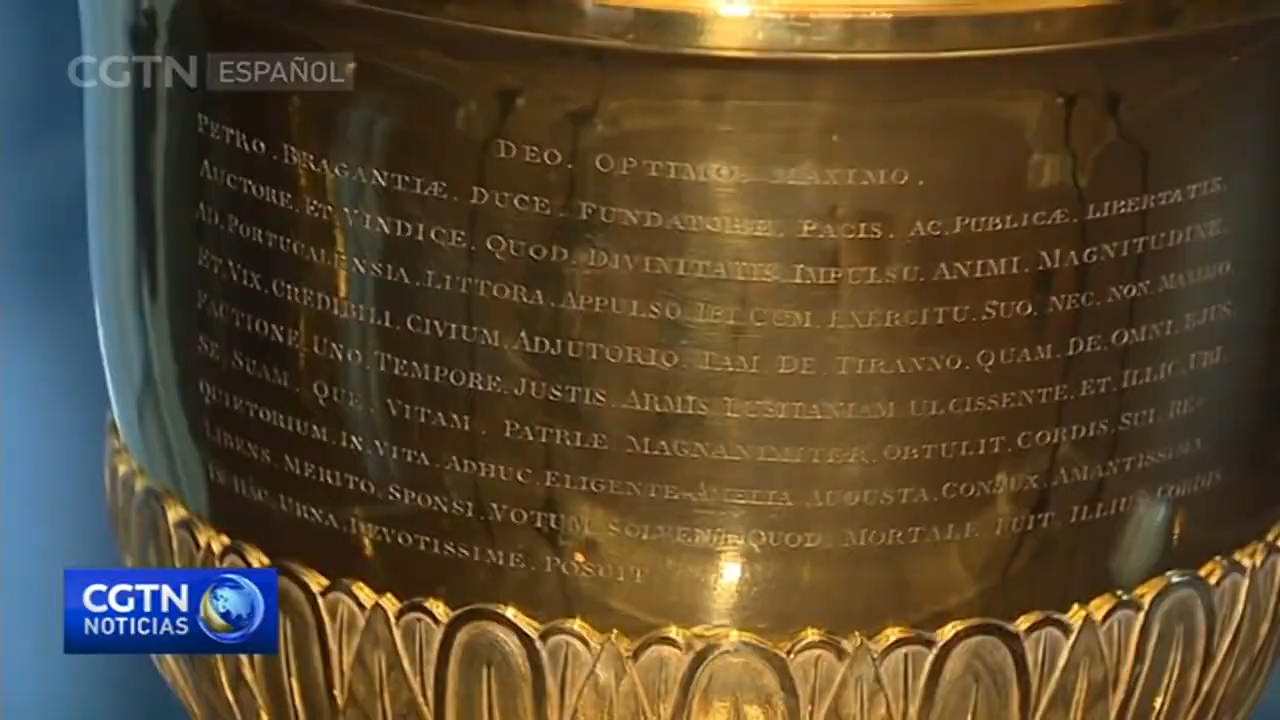 CGTN ESPAÑOL
DEO. OPTIMO. MAXIMO.
PETRO. BRAGANTIÆ. DUCE. FUNDATORE. PACIS. AC. PUBLICÆ. LIBERTATIS.
AUCTORE. ET. VINDICE. QUOD. DIVINITATIS. IMPULSU. ANIMI. MAGNITUDINE.
AD. PORTUCALENSIA. LITTORA. APPULSO CUM. EXERCITU. SUO. NEC. NON. MAXIMO.
ET. VIX. CREDIBILI. CIVIUM. ADJUTORIO. DE TIRANNO. QUAM. DE. OMNI. EJUS.
FACTIONE UNO. TEMPORE. JUSTIS. ARMIS LUSITANIAM ULCISSENTE. ET. ILLIC. UBI.
SE. SUAM. QUE. VITAM. PATRIÆ MAGNANIMITER. OBTULIT. CORDIS. SUI. RE=
QUIETORIUM. IN. VITA. ADHUC. ELIGENTE AMELIA AUGUSTA. CONJUX. AMANTISSIMA.
LIBENS. MERITO. SPONSI. VOTUM SOLVENS QUOD. MORTALE FUIT. ILLIUS CORDIS
IN HAC. URNA. DEVOTISSIME. POSUIT
CGTN
NOTICIAS